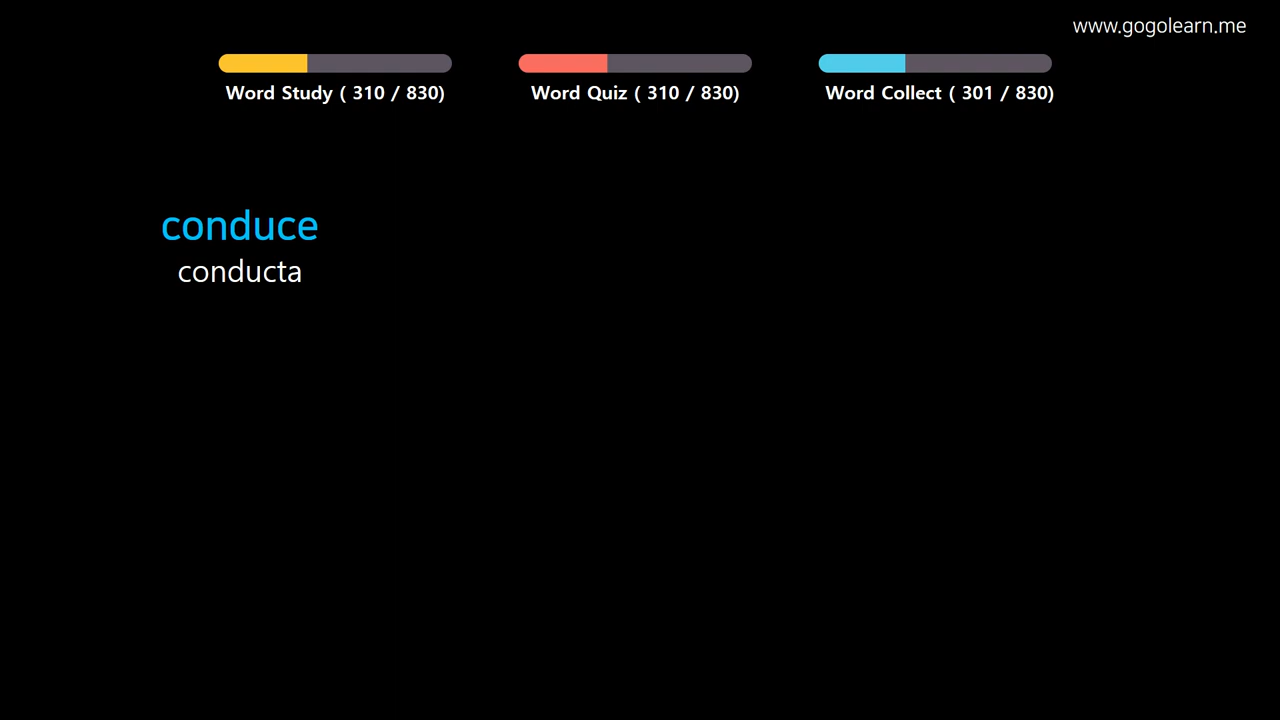 www.gogolearn.me
Word Study ( 310 / 830)
Word Quiz ( 310 / 830)
Word Collect ( 301 / 830)
conduce
conducta